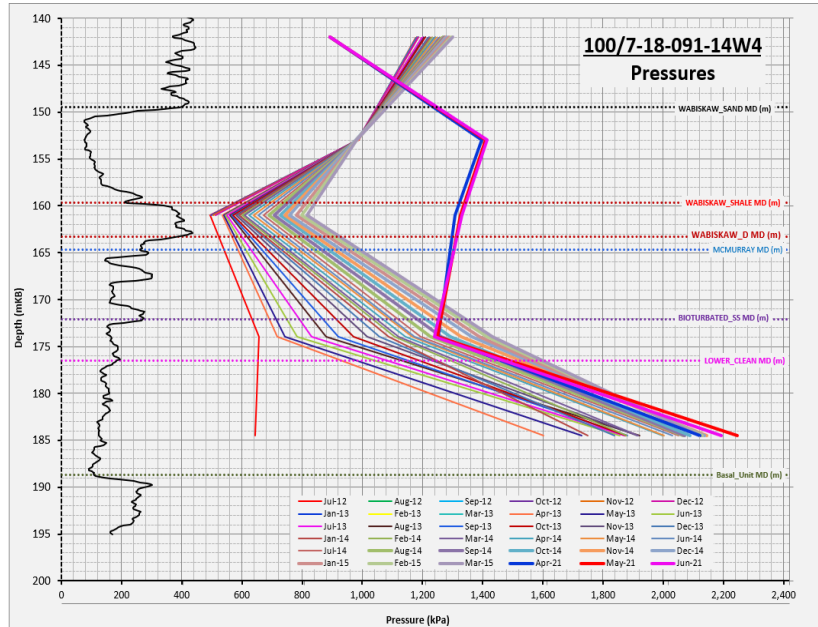 100/7-18-091-14W4
Pressures
140
145
150
155
160
165
170
175
180
185
190
195
200
Depth (mKB)
WABISKAW_SAND MD (m)
WABISKAW_SHALE MD (m)
WABISKAW_D MD (m)
MCMURRAY MD (m)
BIOTURBATED_SS MD (m)
LOWER_CLEAN MD (m)
Basal_Unit MD (m)
Jul-12 Aug-12 Sep-12 Oct-12 Nov-12 Dec-12
Jan-13 Feb-13 Mar-13 Apr-13 May-13 Jun-13
Jul-13 Aug-13 Sep-13 Oct-13 Nov-13 Dec-13
Jan-14 Feb-14 Mar-14 Apr-14 May-14 Jun-14
Jul-14 Aug-14 Sep-14 Oct-14 Nov-14 Dec-14
Jan-15 Feb-15 Mar-15 Apr-21 May-21 Jun-21
0 200 400 600 800 1,000 1,200 1,400 1,600 1,800 2,000 2,200 2,400
Pressure (kPa)